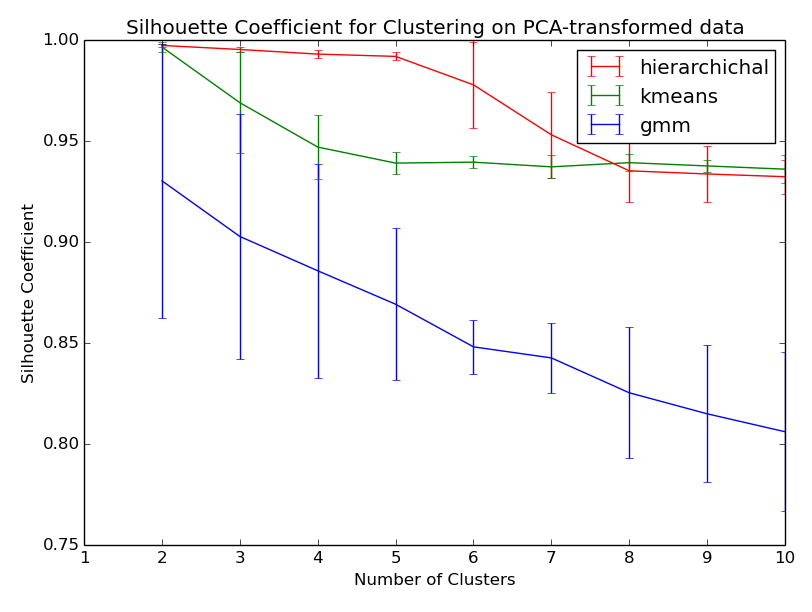 Silhouette Coefficient for Clustering on PCA-transformed data
1.00
0.95
0.90
0.85
0.80
0.75
Silhouette Coefficient
hierarchichal
kmeans
gmm
1 2 3 4 5 6 7 8 9 10
Number of Clusters